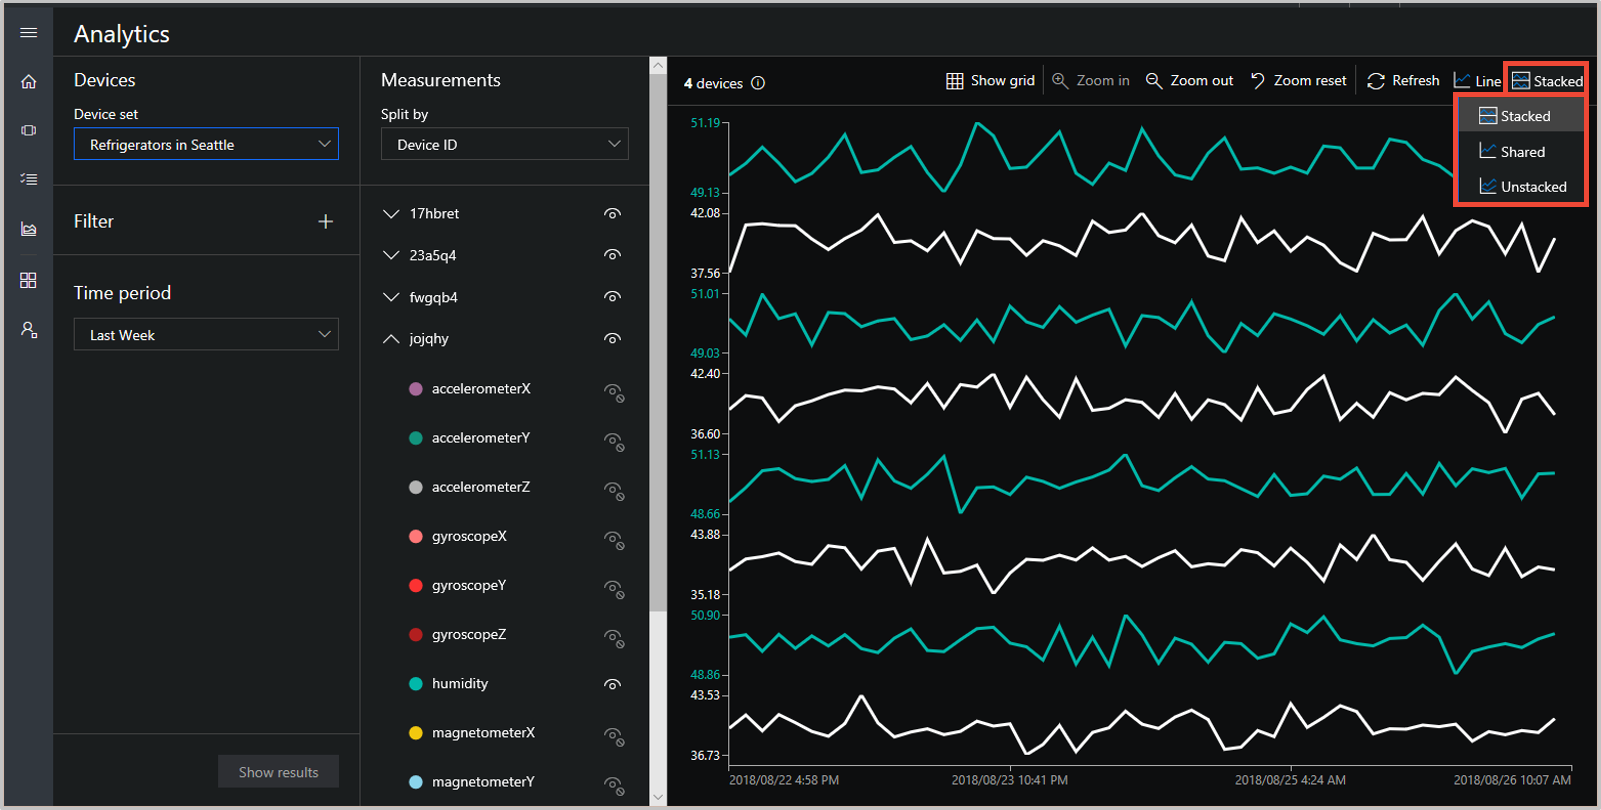 Analytics
Devices
Device set
Refrigerators in Seattle
Filter
Time period
Last Week
Show results
Measurements
Split by
Device ID
17hbret
23a5q4
fwgqb4
jojqhy
accelerometerX
accelerometerY
accelerometerZ
gyroscopeX
gyroscopeY
gyroscopeZ
humidity
magnetometerX
magnetometerY
4 devices
Show grid
Zoom in
Zoom out
Zoom reset
Refresh
Line
Stacked
Stacked
Shared
Unstacked
51.19
49.13
42.08
37.56
51.01
49.03
42.40
36.60
51.13
48.66
43.88
35.18
50.90
48.86
43.53
36.73
2018/08/22 4:58 PM
2018/08/23 10:41 PM
2018/08/25 4:24 AM
2018/08/26 10:07 AM